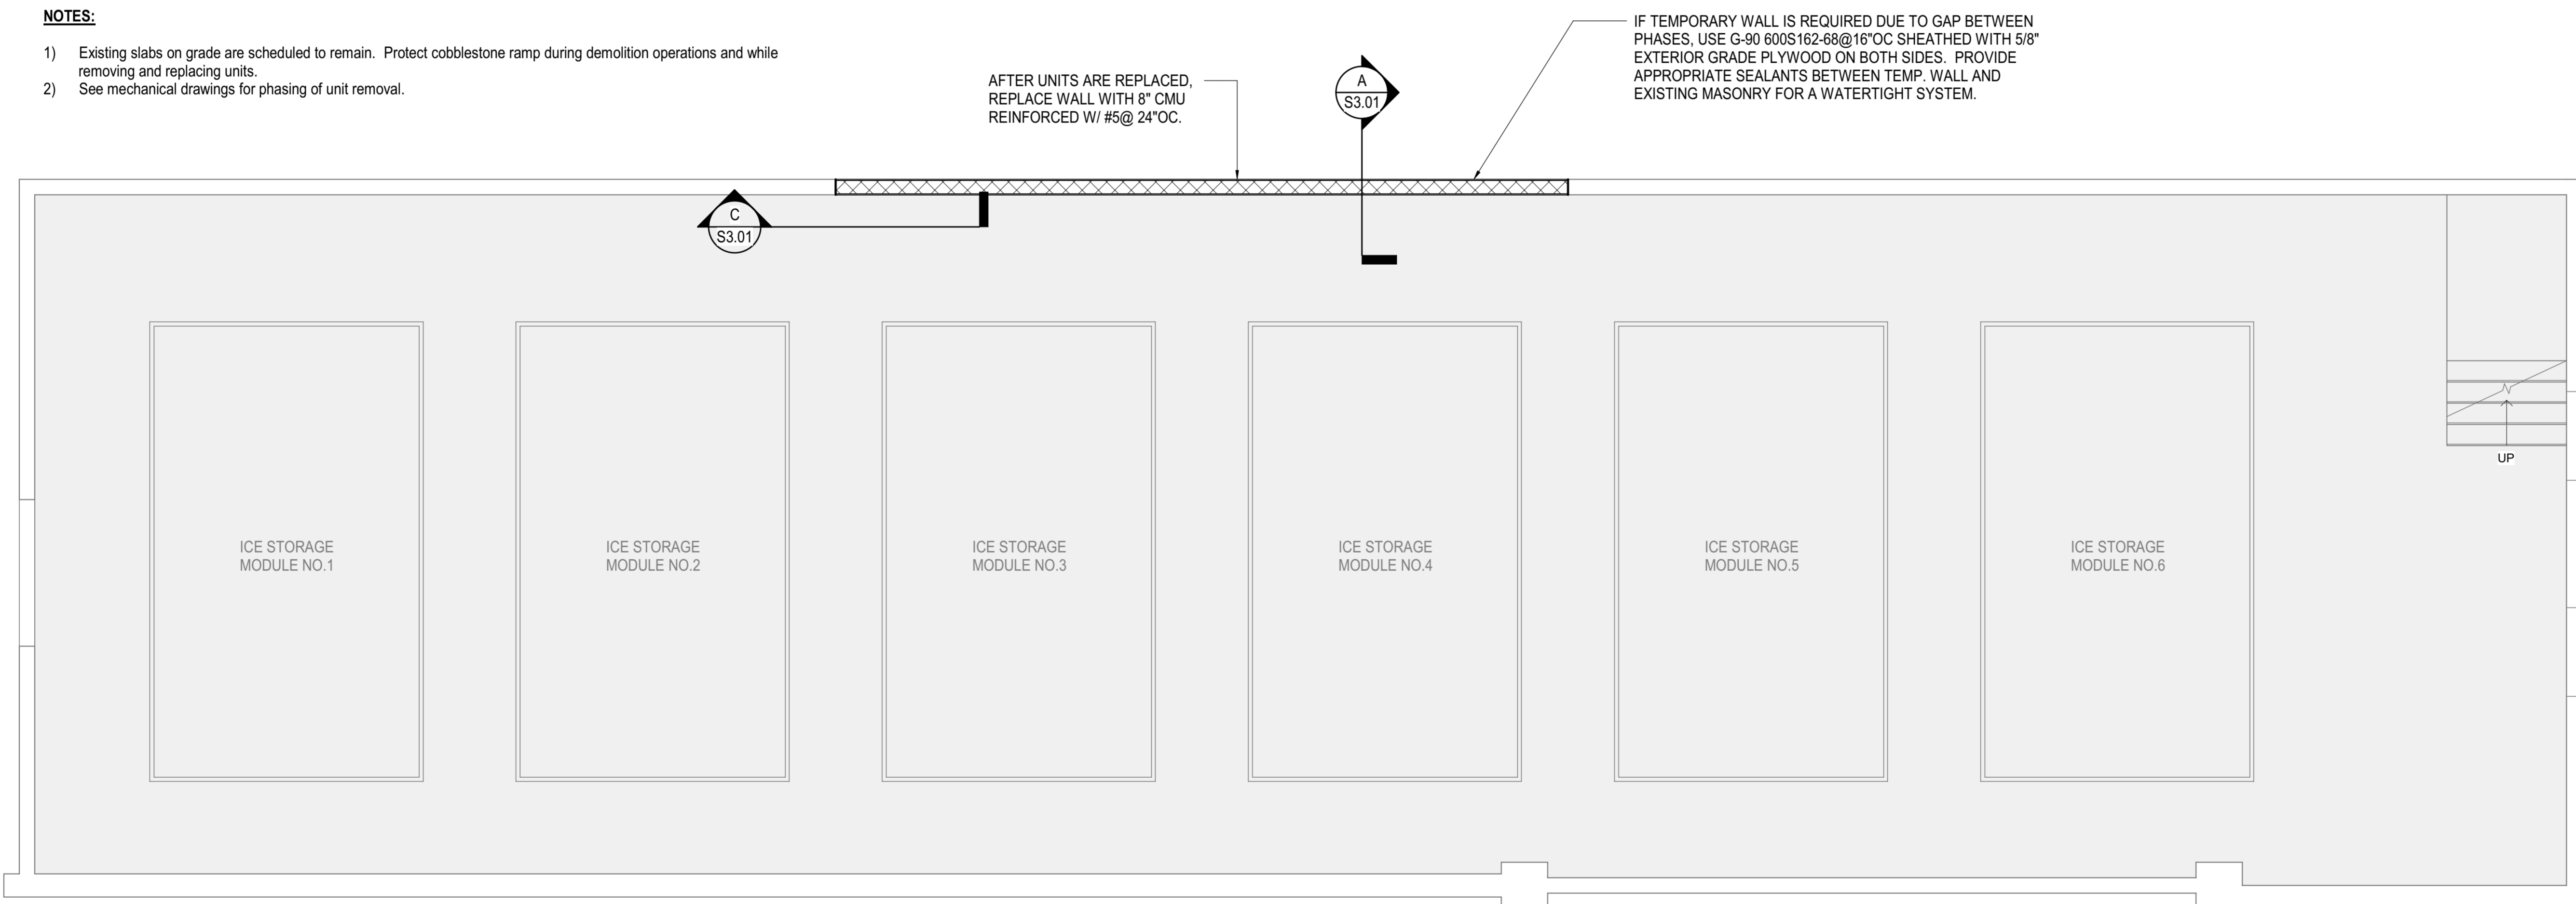 NOTES:
1) Existing slabs on grade are scheduled to remain. Protect cobblestone ramp during demolition operations and while
removing and replacing units.
2) See mechanical drawings for phasing of unit removal.
AFTER UNITS ARE REPLACED,
REPLACE WALL WITH 8" CMU
REINFORCED W/ #5@ 24"OC.
A
S3.01
IF TEMPORARY WALL IS REQUIRED DUE TO GAP BETWEEN
PHASES, USE G-90 600S162-68@16"OC SHEATHED WITH 5/8"
EXTERIOR GRADE PLYWOOD ON BOTH SIDES. PROVIDE
APPROPRIATE SEALANTS BETWEEN TEMP. WALL AND
EXISTING MASONRY FOR A WATERTIGHT SYSTEM.
C
S3.01
UP
ICE STORAGE
MODULE NO.1
ICE STORAGE
MODULE NO.2
ICE STORAGE
MODULE NO.3
ICE STORAGE
MODULE NO.4
ICE STORAGE
MODULE NO.5
ICE STORAGE
MODULE NO.6